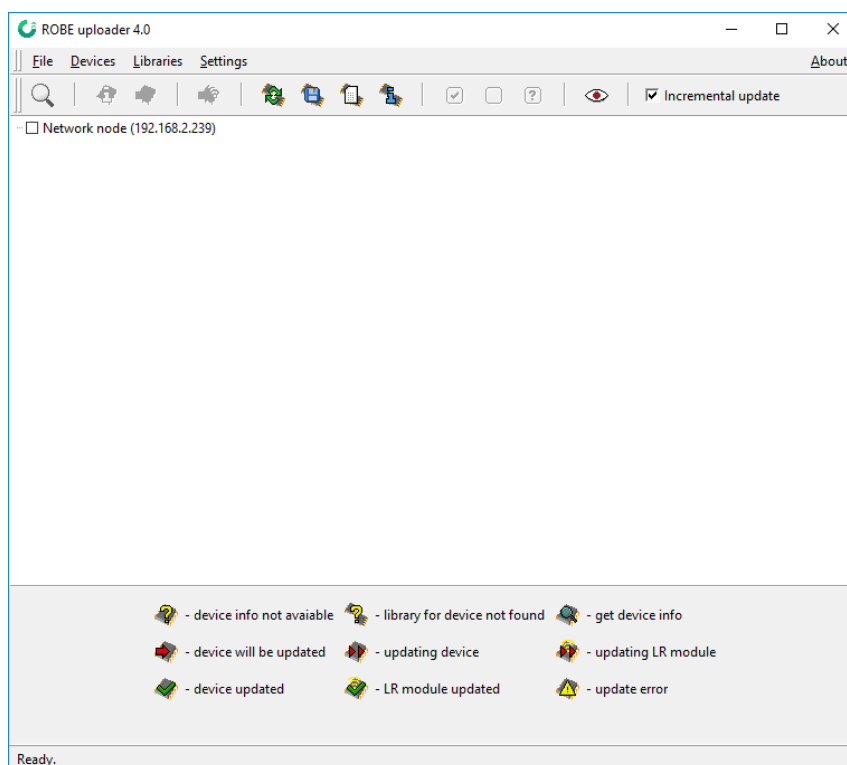 ROBE uploader 4.0
File Devices Libraries Settings About
Incremental update
Network node (192.168.2.239)
- device info not avaiable - library for device not found - get device info
- device will be updated - updating device - updating LR module
- device updated - LR module updated - update error
Ready.